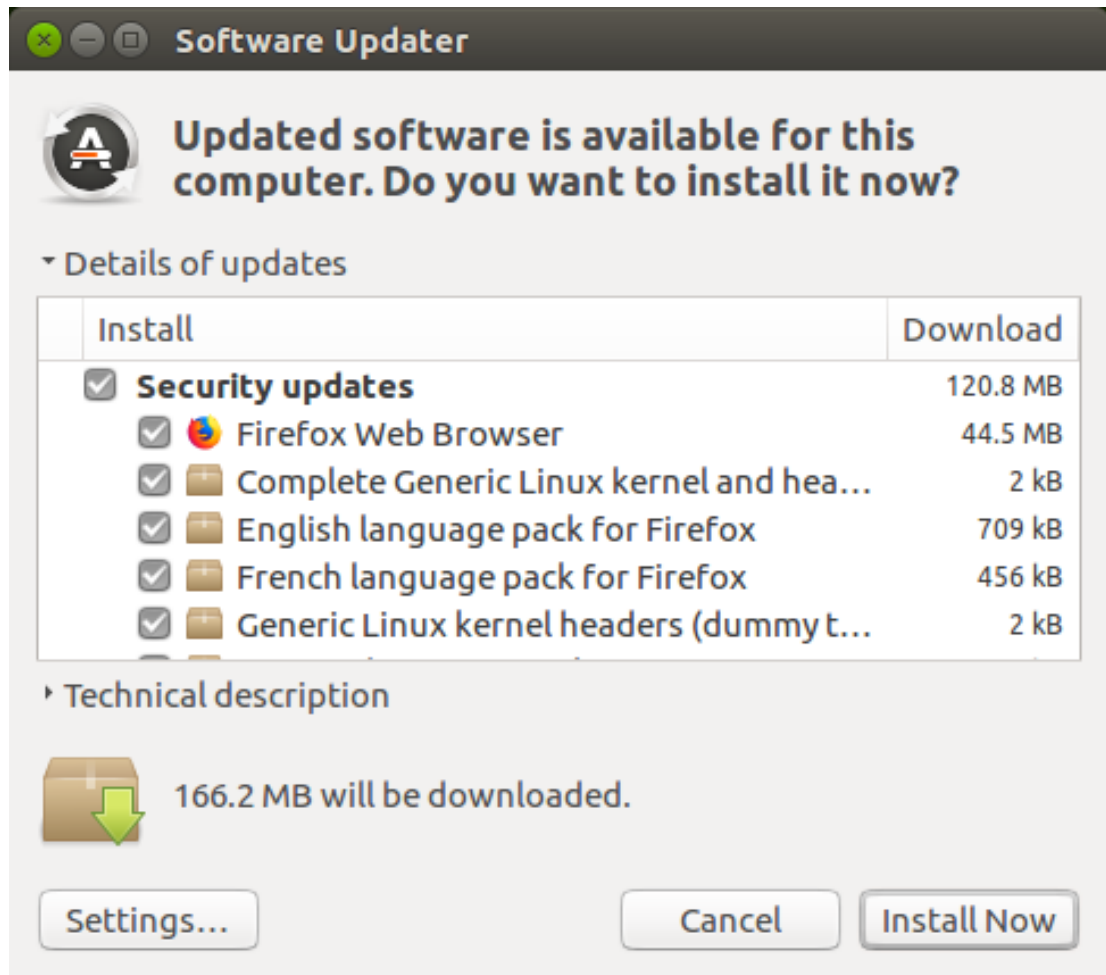 Software Updater
Updated software is available for this
computer. Do you want to install it now?
Details of updates
Install Download
Security updates 120.8 MB
Firefox Web Browser 44.5 MB
Complete Generic Linux kernel and hea... 2 kB
English language pack for Firefox 709 kB
French language pack for Firefox 456 kB
Generic Linux kernel headers (dummy t... 2 kB
Technical description
166.2 MB will be downloaded.
Settings... Cancel Install Now